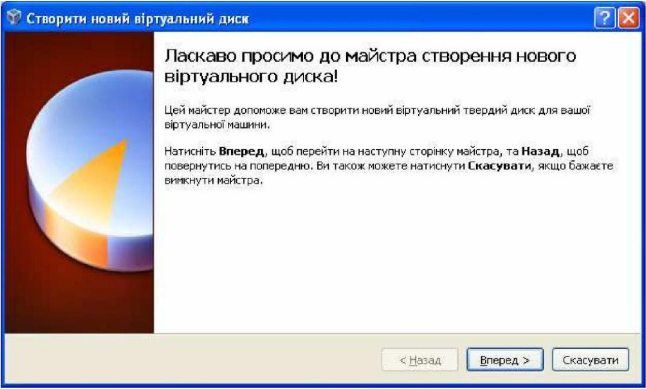 Створити новий віртуальний диск
Ласкаво просимо до майстра створення нового
віртуального диска!
Цей майстер допоможе вам створити новий віртуальний твердий диск для вашої
віртуальної машини.
Натисніть Вперед, щоб перейти на наступну сторінку майстра, та Назад, щоб
повернутись на попередню. Ви також можете натиснути Скасувати, якщо бажаєте
вимкнути майстра.
< Назад Вперед > Скасувати